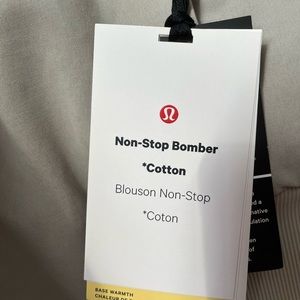 Non-Stop Bomber
*Cotton
Blouson Non-Stop
*Coton
BASE WARMTH